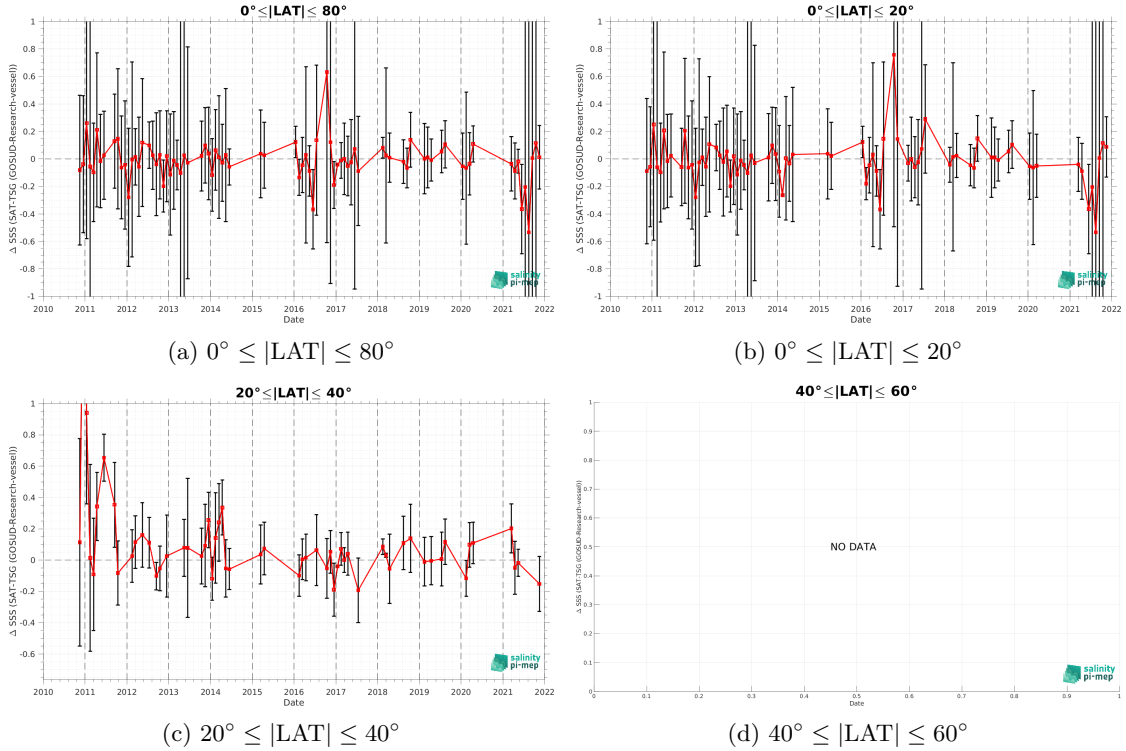 0°≤|LAT|≤ 80°
Δ SSS (SAT-TSG (GOSUD-Research-vessel))
1
0.8
0.6
0.4
0.2
0
-0.2
-0.4
-0.6
-0.8
-1
2010 2011 2012 2013 2014 2015 2016 2017 2018 2019 2020 2021 2022
Date
salinity
pi-mep
(a) 0° ≤ |LAT| ≤ 80°
0°≤|LAT|≤ 20°
Δ SSS (SAT-TSG (GOSUD-Research-vessel))
1
0.8
0.6
0.4
0.2
0
-0.2
-0.4
-0.6
-0.8
-1
2010 2011 2012 2013 2014 2015 2016 2017 2018 2019 2020 2021 2022
Date
salinity
pi-mep
(b) 0° ≤ |LAT| ≤ 20°
20°≤|LAT|≤ 40°
Δ SSS (SAT-TSG (GOSUD-Research-vessel))
1
0.8
0.6
0.4
0.2
0
-0.2
-0.4
-0.6
2010 2011 2012 2013 2014 2015 2016 2017 2018 2019 2020 2021 2022
Date
salinity
pi-mep
(c) 20° ≤ |LAT| ≤ 40°
40°≤|LAT|≤ 60°
Δ SSS (SAT-TSG (GOSUD-Research-vessel))
1
0.9
0.8
0.7
0.6
0.5
0.4
0.3
0.2
0.1
0
NO DATA
0 0.1 0.2 0.3 0.4 0.5 0.6 0.7 0.8 0.9 1
Date
salinity
pi-mep
(d) 40° ≤ |LAT| ≤ 60°